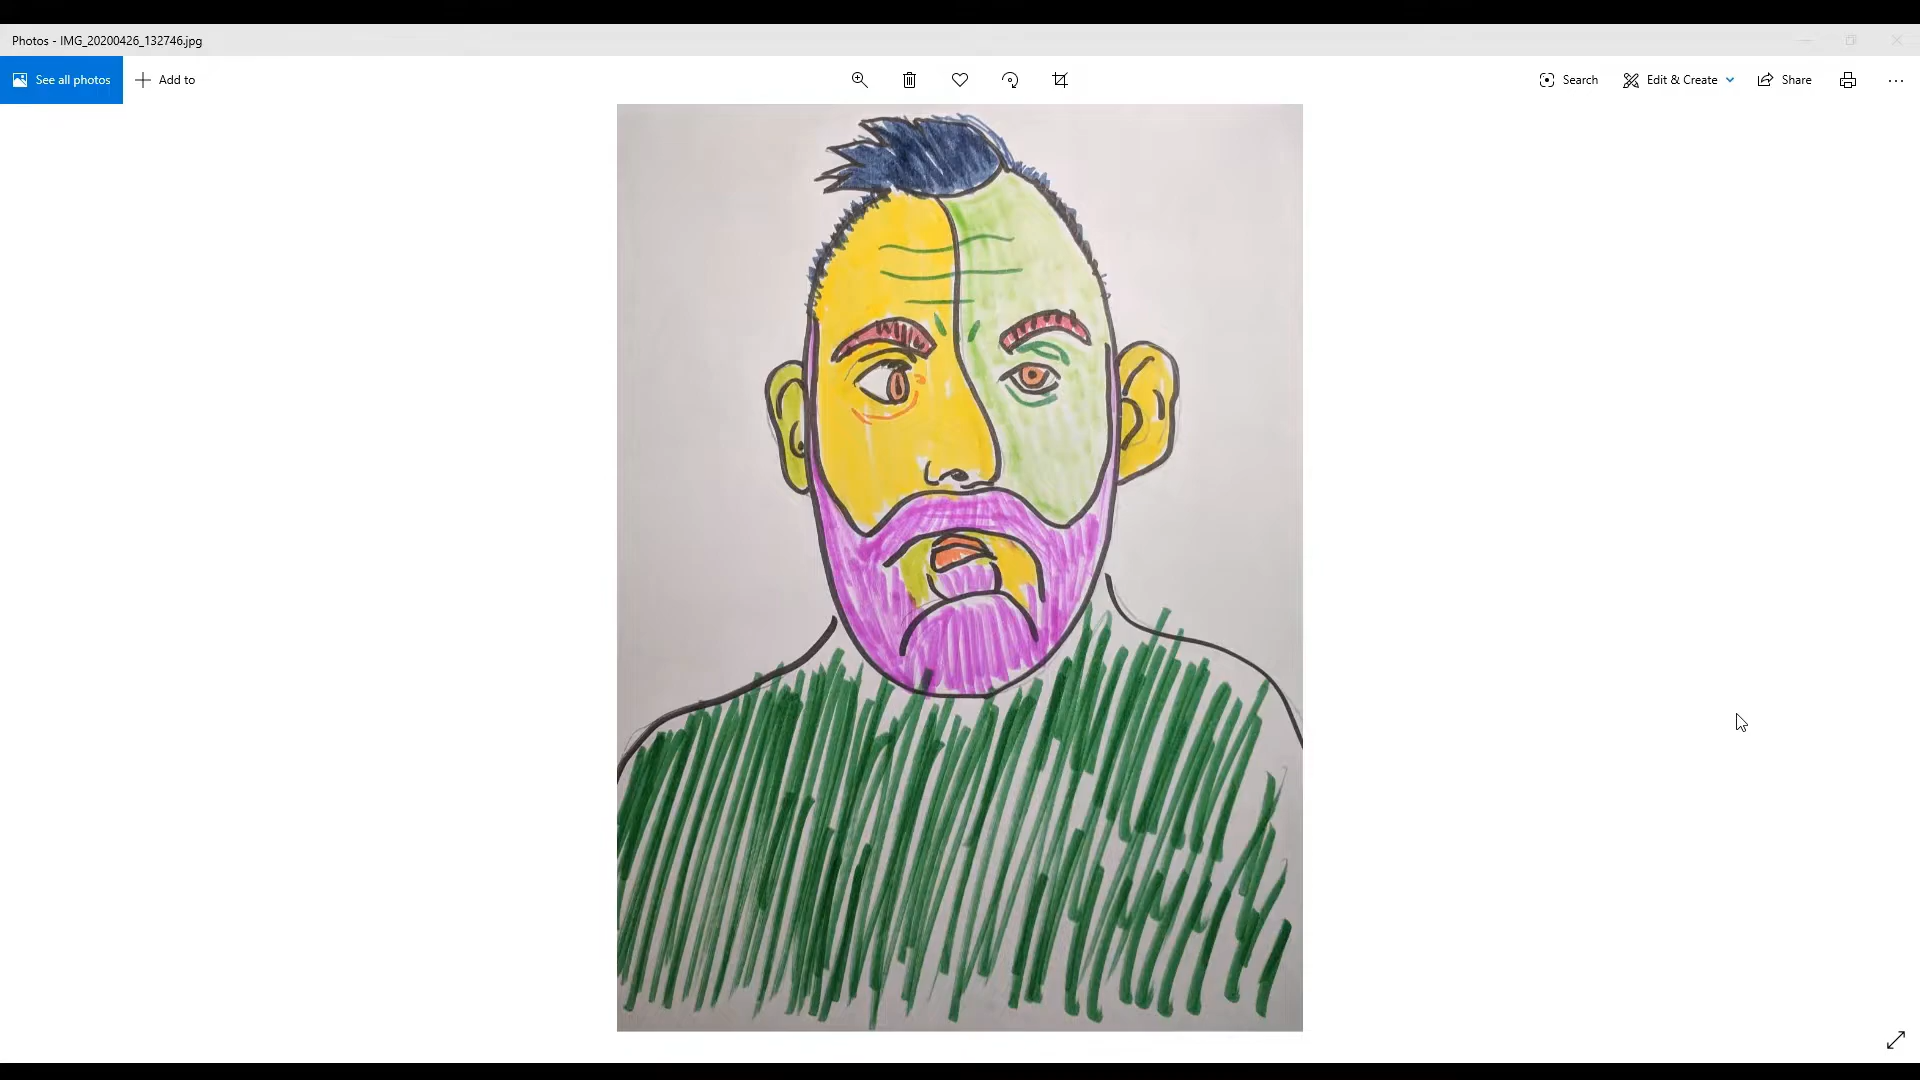 Photos - IMG_20200426_132746.jpg
See all photos
Add to
Search
Edit & Create
Share